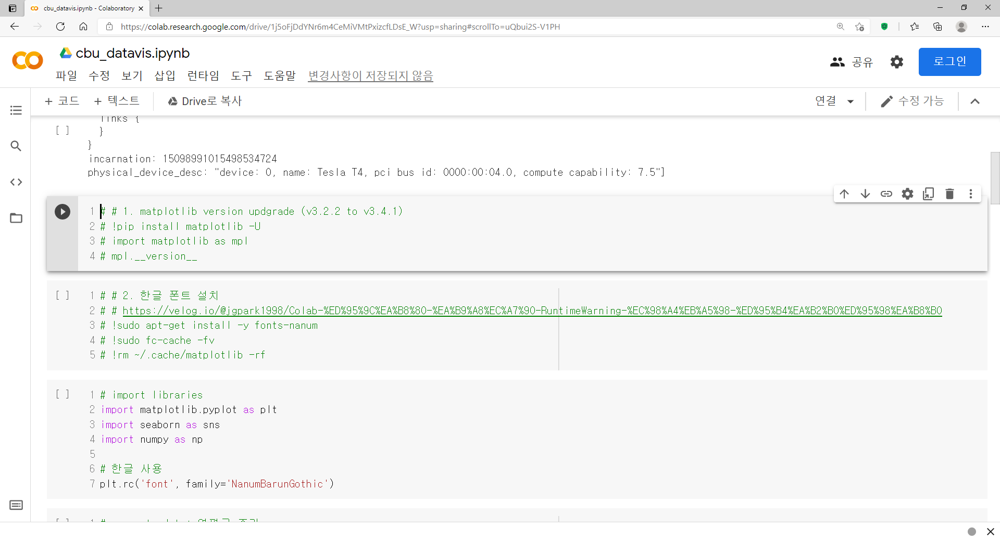 cbu_datavis.ipynb - Colaboratory
https://colab.research.google.com/drive/1j5oFjDdYNr6m4CeMiVMtPxizcfLDsE_W?usp=sharing#scrollTo=uQbui2S-V1PH
cbu_datavis.ipynb
파일 수정 보기 삽입 런타임 도구 도움말 변경사항이 저장되지 않음
공유
로그인
+ 코드 + 텍스트 Drive로 복사
연결 수정 가능
links {
[ ] }
}
incarnation: 15098991015498534724
physical_device_desc: "device: 0, name: Tesla T4, pci bus id: 0000:00:04.0, compute capability: 7.5"]
1 # # 1. matplotlib version updgrade (v3.2.2 to v3.4.1)
2 # !pip install matplotlib -U
3 # import matplotlib as mpl
4 # mpl.__version__
[ ] 1 # # 2. 한글 폰트 설치
2 # # https://velog.io/@jgpark1998/Colab-%ED%95%9C%EA%B8%80-%EA%B9%A8%EC%A7%90-RuntimeWarning-%EC%98%A4%EB%A5%98-%ED%95%B4%EA%B2%B0%ED%95%98%EA%B8%B0
3 # !sudo apt-get install -y fonts-nanum
4 # !sudo fc-cache -fv
5 # !rm ~/.cache/matplotlib -rf
[ ] 1 # import libraries
2 import matplotlib.pyplot as plt
3 import seaborn as sns
4 import numpy as np
5
6 # 한글 사용
7 plt.rc('font', family='NanumBarunGothic')